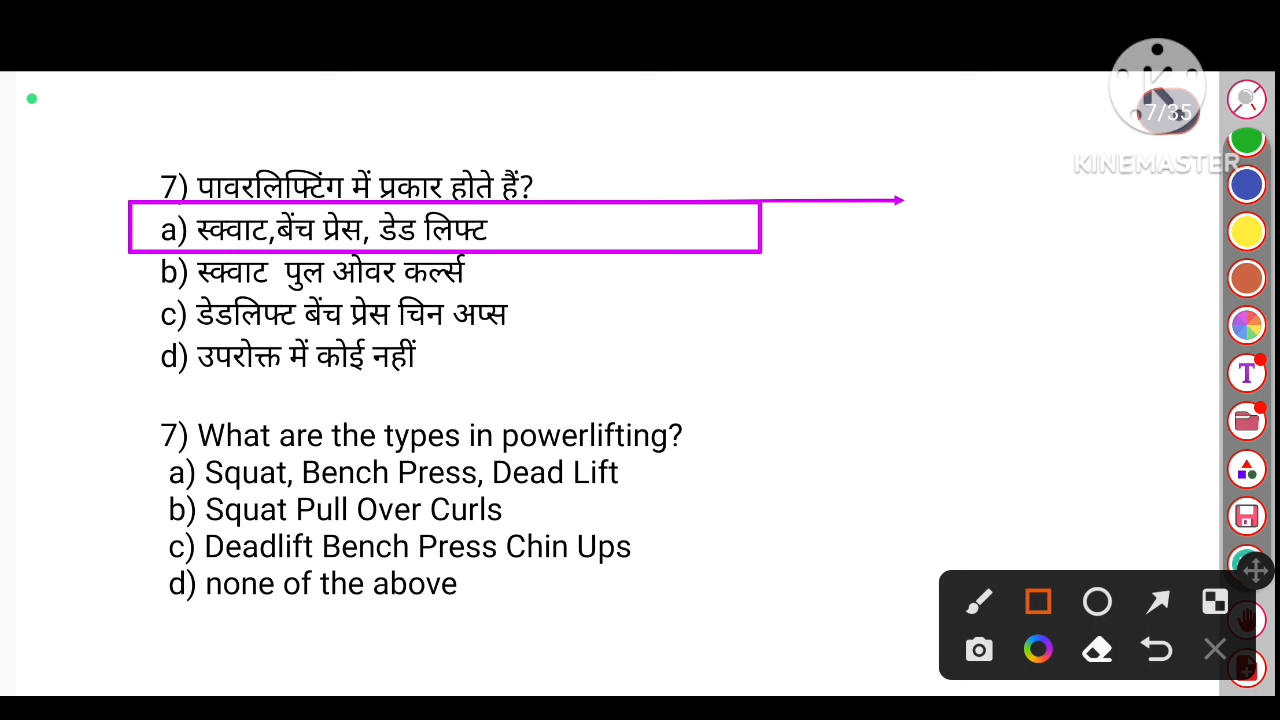 7/35
KINEMASTER
7) पावरलिफ्टिंग में प्रकार होते हैं?
a) स्क्वाट,बेंच प्रेस, डेड लिफ्ट
b) स्क्वाट  पुल ओवर कर्ल्स
c) डेडलिफ्ट बेंच प्रेस चिन अप्स
d) उपरोक्त में कोई नहीं
7) What are the types in powerlifting?
a) Squat, Bench Press, Dead Lift
b) Squat Pull Over Curls
c) Deadlift Bench Press Chin Ups
d) none of the above
T